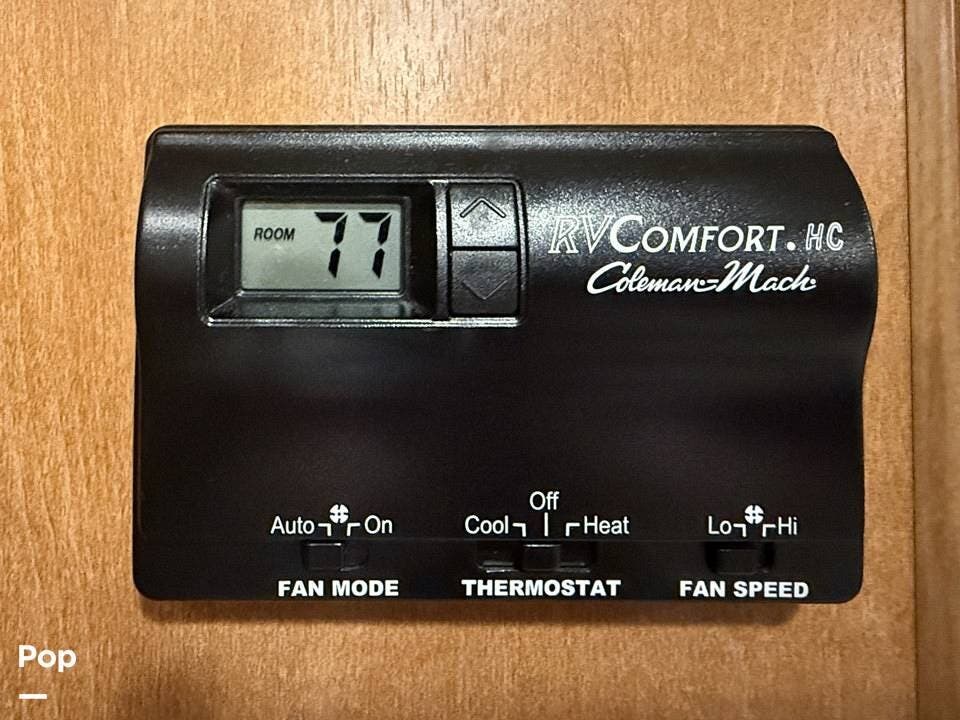 ROOM 77
RVCOMFORT.HC
Coleman-Mach
Auto On
FAN MODE
Off
Cool Heat
THERMOSTAT
Lo Hi
FAN SPEED
Pop